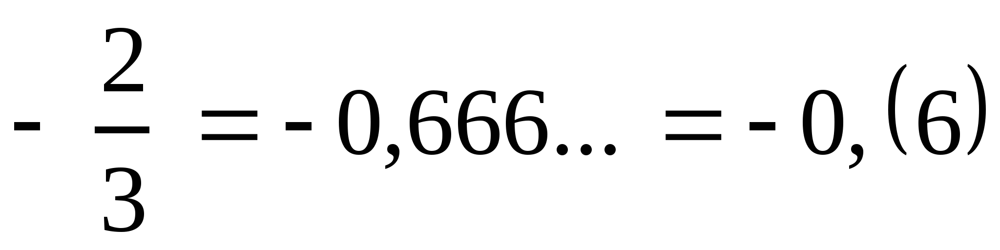 - 2/3 = - 0,666... = - 0, (6)